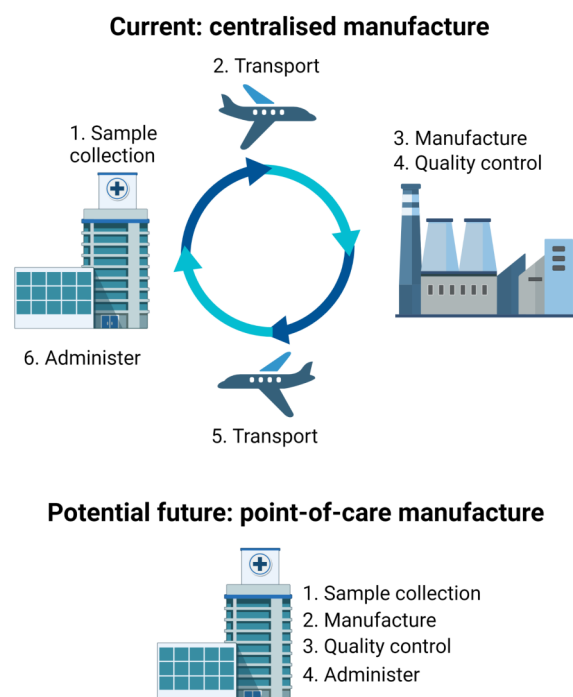 Current: centralised manufacture
2. Transport
1. Sample
collection
3. Manufacture
4. Quality control
6. Administer
5. Transport
Potential future: point-of-care manufacture
1. Sample collection
2. Manufacture
3. Quality control
4. Administer